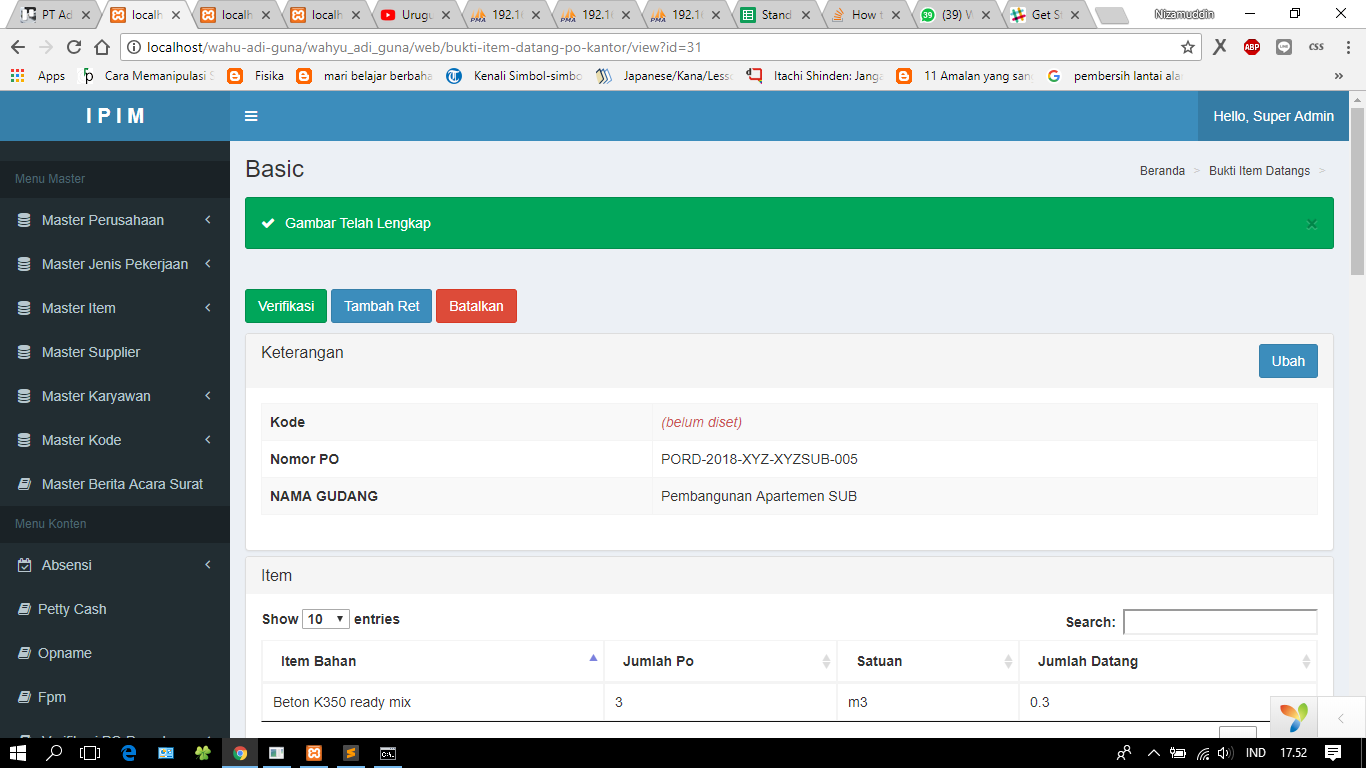 PT Ad
localh
localh
localh
Urugu
192.1
192.1
192.1
Stand
How t
(39) W
Get S
Nizamuddin
localhost/wahu-adi-guna/wahyu_adi_guna/web/bukti-item-datang-po-kantor/view?id=31
ABP
css
Apps
Cara Memanipulasi S
Fisika
mari belajar berbaha
Kenali Simbol-simbo
Japanese/Kana/Less
Itachi Shinden: Janga
11 Amalan yang san
pembersih lantai ala
I P I M
Hello, Super Admin
Menu Master
Master Perusahaan
Master Jenis Pekerjaan
Master Item
Master Supplier
Master Karyawan
Master Kode
Master Berita Acara Surat
Menu Konten
Absensi
Petty Cash
Opname
Fpm
Basic
Beranda > Bukti Item Datangs >
Gambar Telah Lengkap ×
Verifikasi Tambah Ret Batalkan
Keterangan Ubah
Kode (belum diset)
Nomor PO PORD-2018-XYZ-XYZSUB-005
NAMA GUDANG Pembangunan Apartemen SUB
Item
Show 10 entries Search:
Item Bahan Jumlah Po Satuan Jumlah Datang
Beton K350 ready mix 3 m3 0.3
IND 17.52